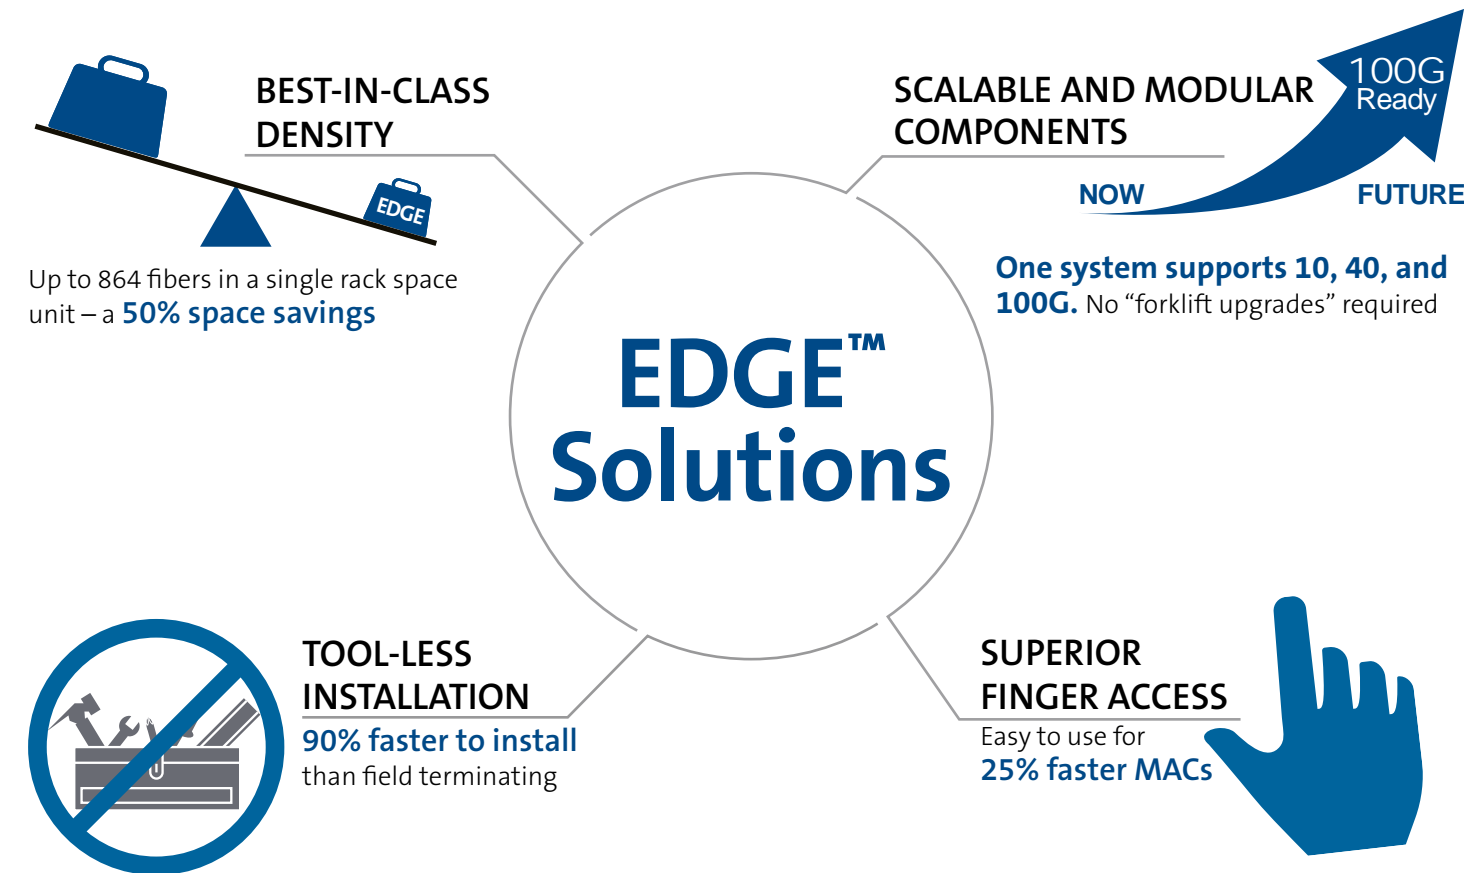 BEST-IN-CLASS
DENSITY
EDGE
Up to 864 fibers in a single rack space
unit – a 50% space savings
SCALABLE AND MODULAR
COMPONENTS
100G
Ready
NOW
FUTURE
One system supports 10, 40, and
100G. No “forklift upgrades” required
EDGE™
Solutions
TOOL-LESS
INSTALLATION
90% faster to install
than field terminating
SUPERIOR
FINGER ACCESS
Easy to use for
25% faster MACs